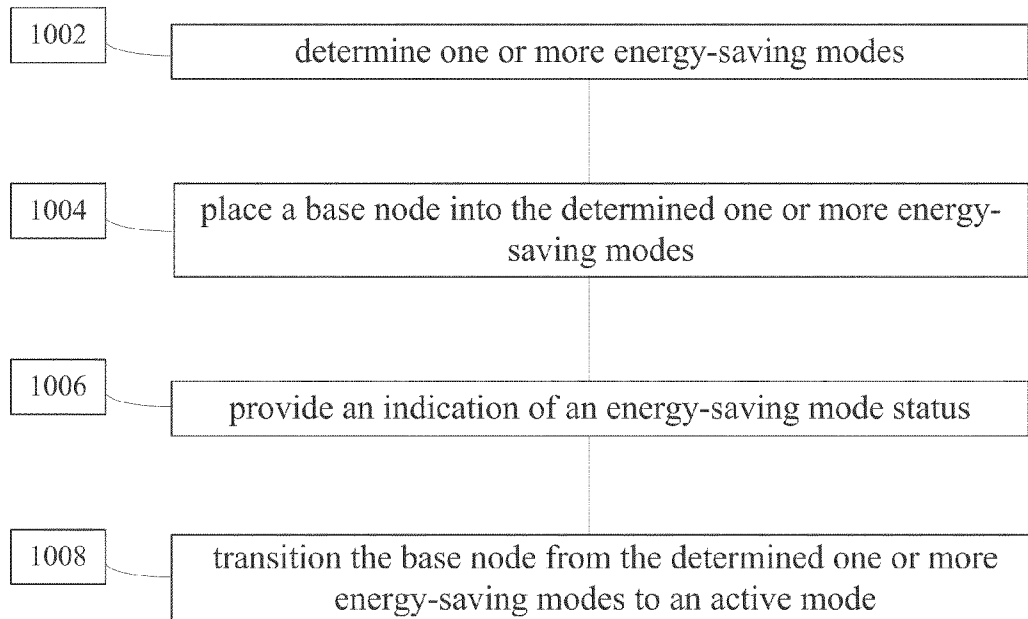 1002
determine one or more energy-saving modes
1004
place a base node into the determined one or more energy-
saving modes
1006
provide an indication of an energy-saving mode status
1008
transition the base node from the determined one or more
energy-saving modes to an active mode